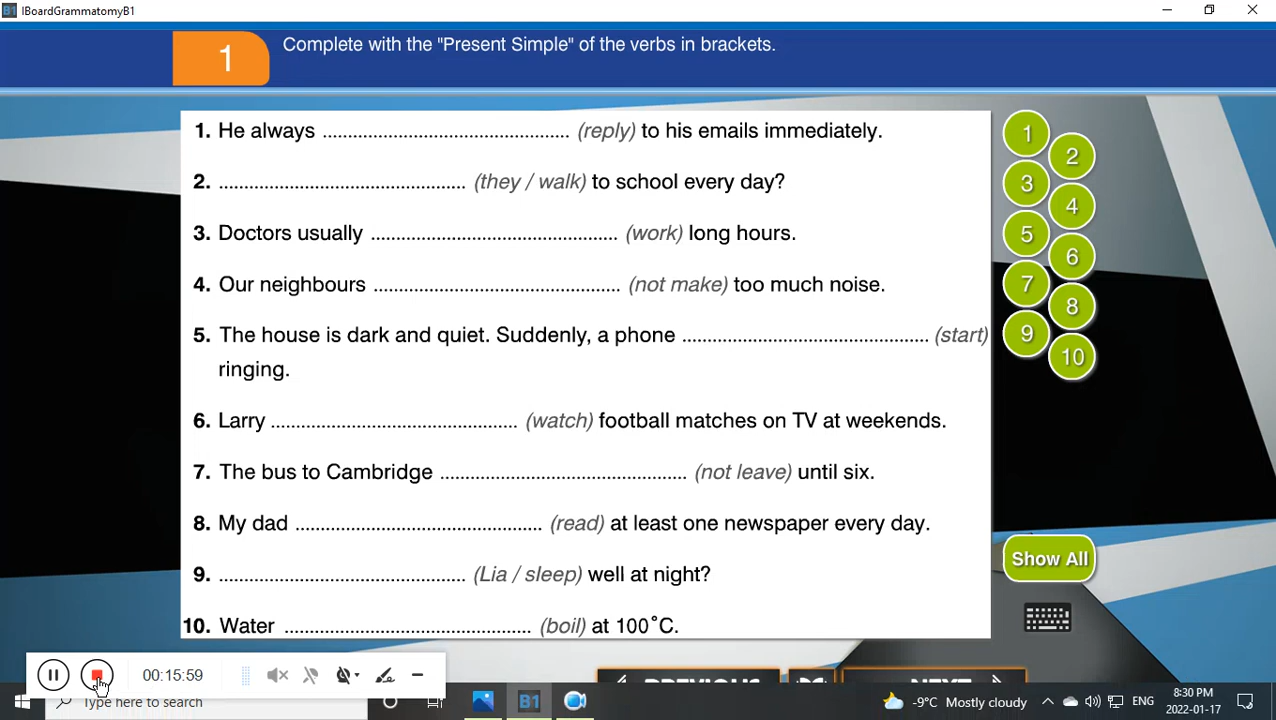 IBoardGrammatomyB1
1 Complete with the "Present Simple" of the verbs in brackets.
1. He always ............................................... (reply) to his emails immediately.
2. ............................................... (they / walk) to school every day?
3. Doctors usually ............................................... (work) long hours.
4. Our neighbours ............................................... (not make) too much noise.
5. The house is dark and quiet. Suddenly, a phone ............................................... (start)
ringing.
6. Larry ............................................... (watch) football matches on TV at weekends.
7. The bus to Cambridge ............................................... (not leave) until six.
8. My dad ............................................... (read) at least one newspaper every day.
9. ............................................... (Lia / sleep) well at night?
10. Water ............................................... (boil) at 100°C.
1
2
3
4
5
6
7
8
9
10
Show All
PREVIOUS
NEXT
00:15:59
Type here to search
B1
-9°C Mostly cloudy
ENG
8:30 PM
2022-01-17